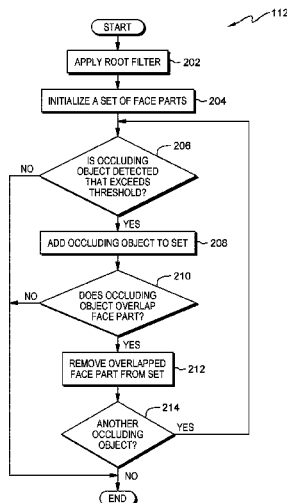 START
112
APPLY ROOT FILTER
202
INITIALIZE A SET OF FACE PARTS
204
206
IS OCCLUDING
OBJECT DETECTED
THAT EXCEEDS
THRESHOLD?
NO
YES
ADD OCCLUDING OBJECT TO SET
208
210
DOES OCCLUDING
OBJECT OVERLAP
FACE PART?
NO
YES
REMOVE OVERLAPPED
FACE PART FROM SET
212
214
ANOTHER
OCCLUDING
OBJECT?
YES
NO
END